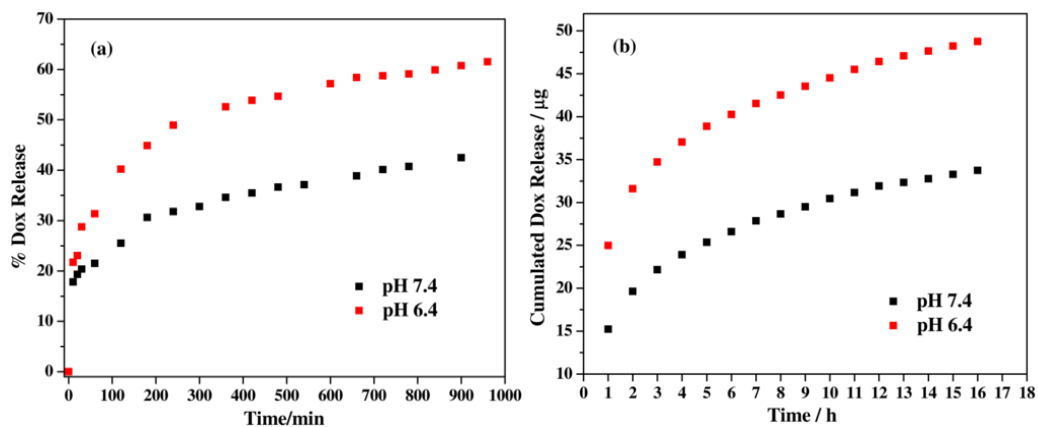 (a)
% Dox Release
70
60
50
40
30
20
10
0
pH 7.4
pH 6.4
0 100 200 300 400 500 600 700 800 900 1000
Time/min
(b)
Cumulated Dox Release / µg
50
45
40
35
30
25
20
15
10
pH 7.4
pH 6.4
0 1 2 3 4 5 6 7 8 9 10 11 12 13 14 15 16 17 18
Time / h